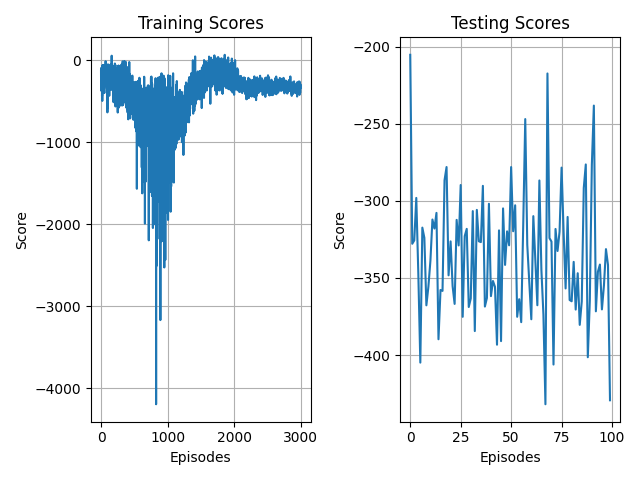 Training Scores
0
−1000
−2000
−3000
−4000
Score
0 1000 2000 3000
Episodes
Testing Scores
−200
−250
−300
−350
−400
Score
0 25 50 75 100
Episodes